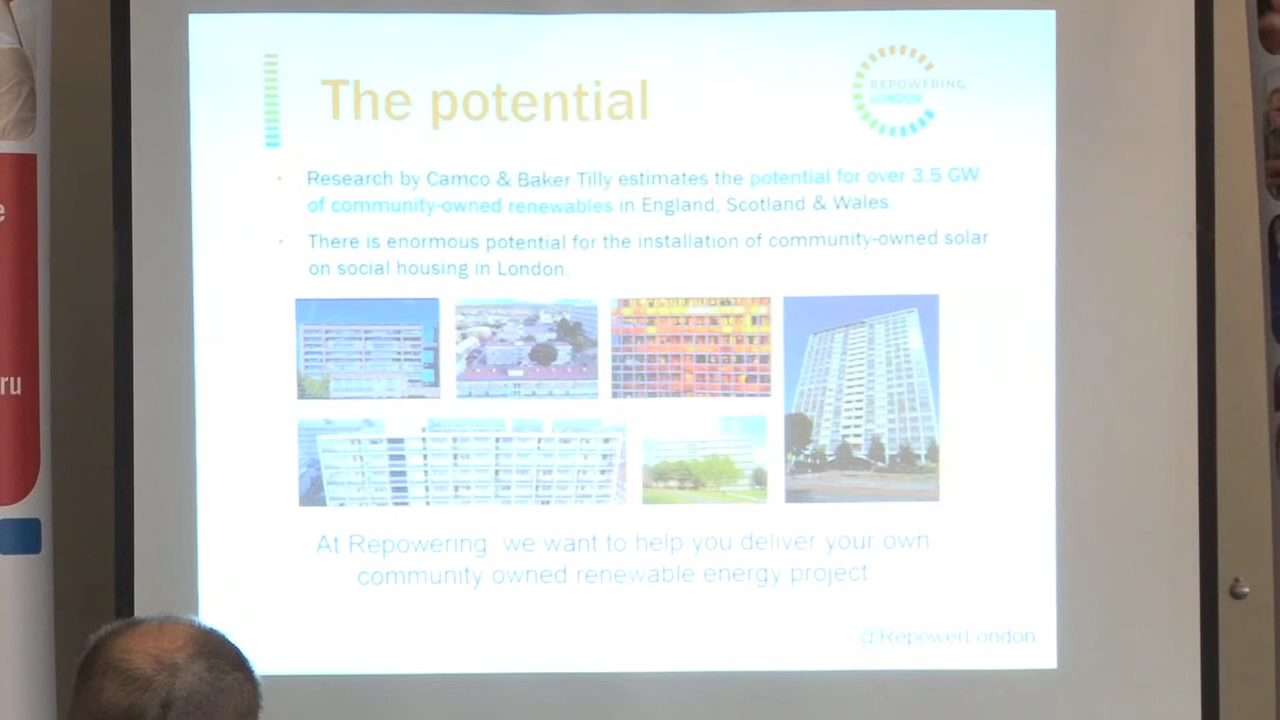 The potential
REPOWERING
LONDON
Research by Camco & Baker Tilly estimates the potential for over 3.5 GW
of community-owned renewables in England, Scotland & Wales.
There is enormous potential for the installation of community-owned solar
on social housing in London.
At Repowering we want to help you deliver your own
community owned renewable energy project
@RepowerLondon
e
ru